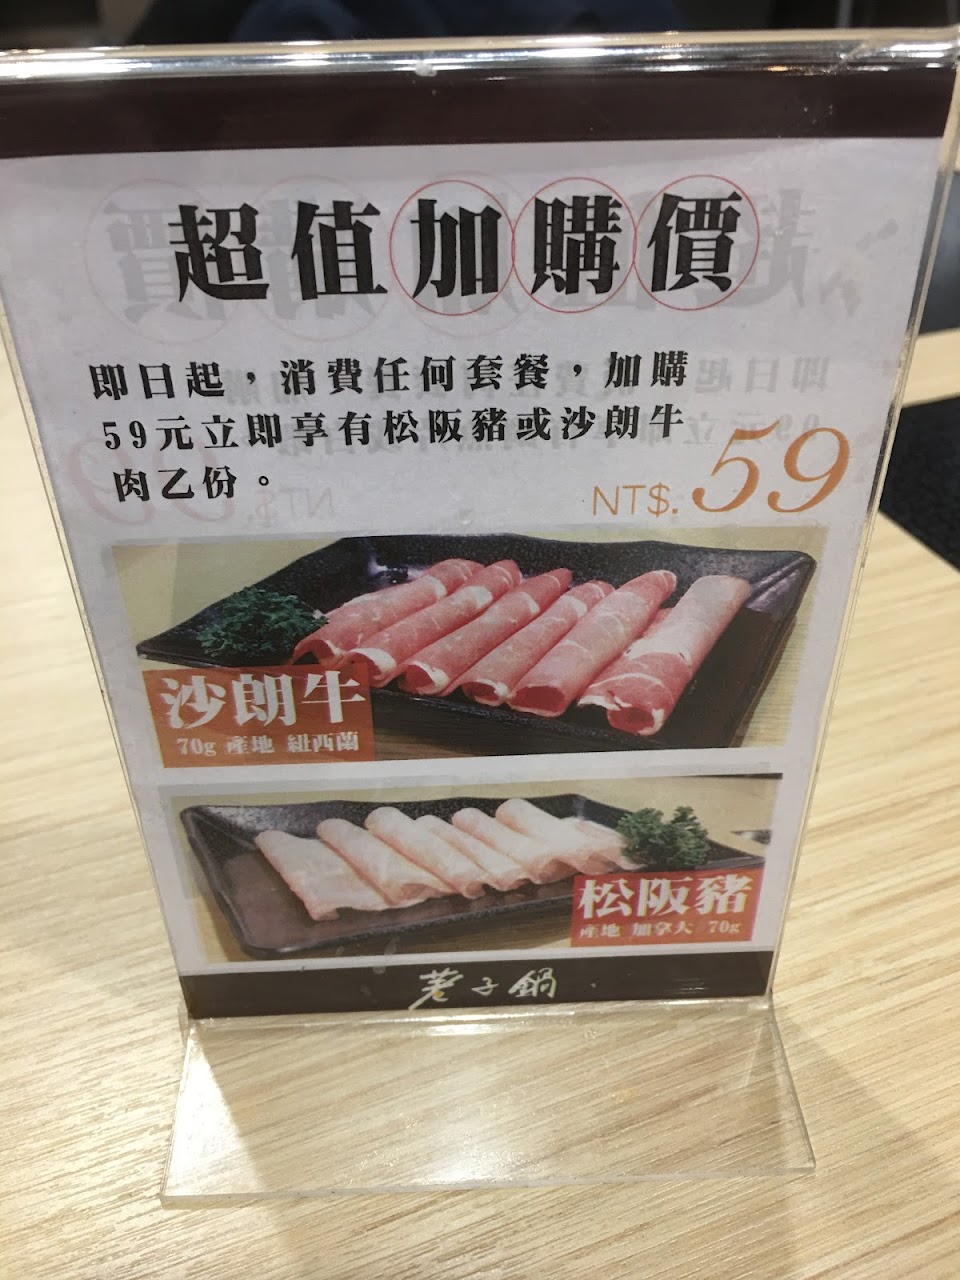 超值加購價
即日起，消費任何套餐，加購
59元立即享有松阪豬或沙朗牛
肉乙份。
NT$. 59
沙朗牛
70g 產地 紐西蘭
松阪豬
產地 加拿大 70g
子鍋